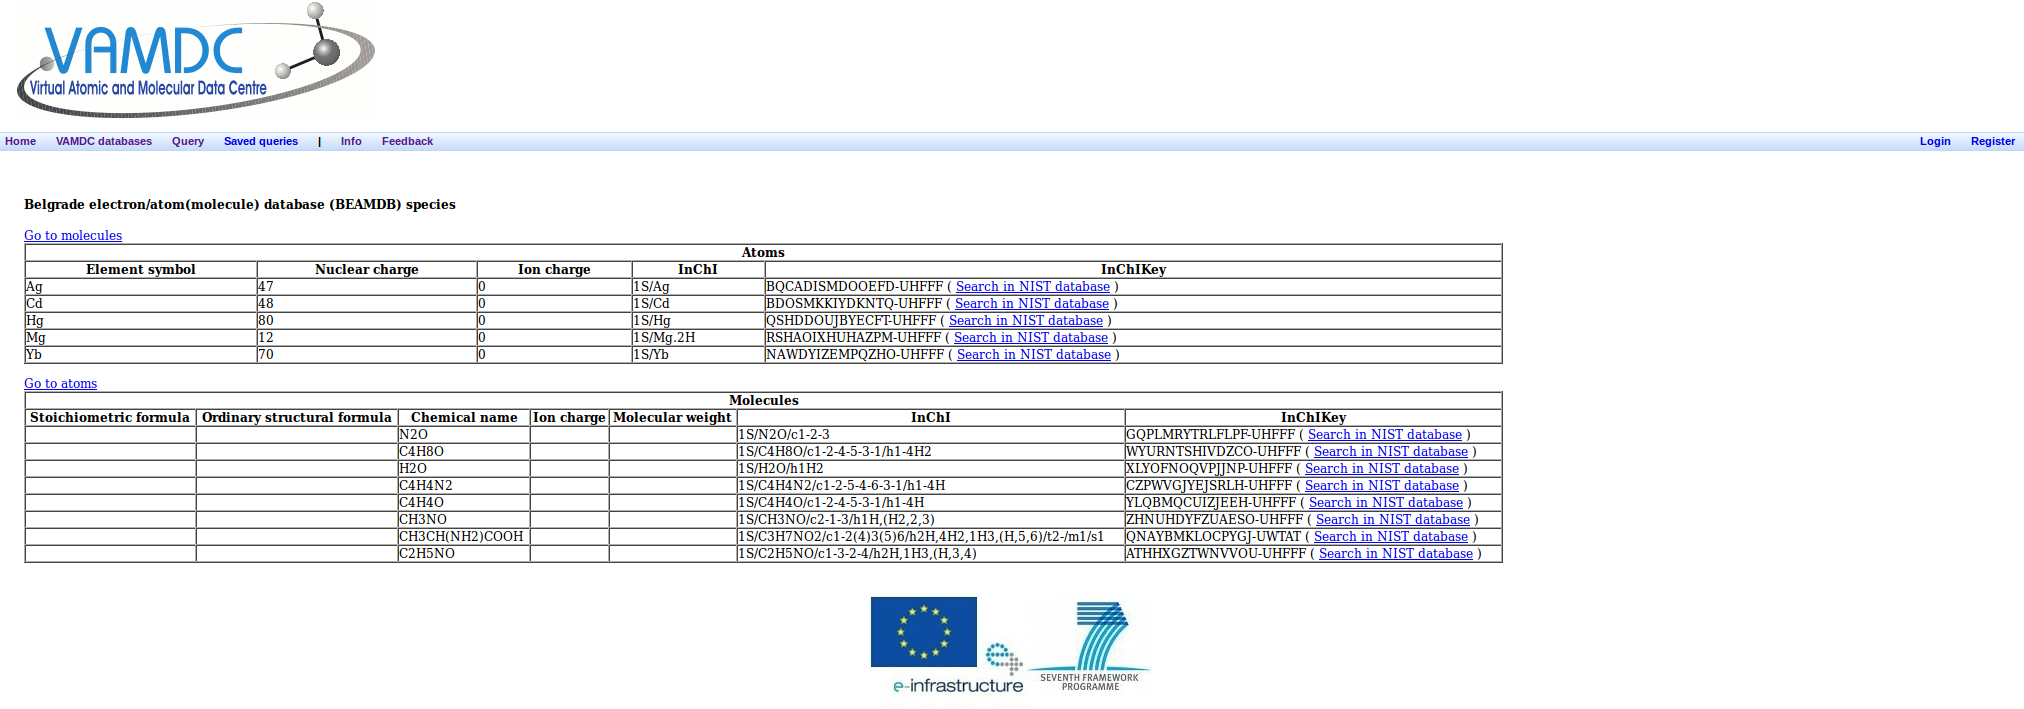 VAMDC
Virtual Atomic and Molecular Data Centre
Home VAMDC databases Query Saved queries | Info Feedback Login Register
Belgrade electron/atom(molecule) database (BEAMDB) species
Go to molecules
Atoms
Element symbol Nuclear charge Ion charge InChI InChIKey
Ag 47 0 1S/Ag BQCADISMDOOEFD-UHFFF ( Search in NIST database )
Cd 48 0 1S/Cd BDOSMKKIYDKNTQ-UHFFF ( Search in NIST database )
Hg 80 0 1S/Hg QSHDDOUJBYECFT-UHFFF ( Search in NIST database )
Mg 12 0 1S/Mg.2H RSHAOIXHUHAZPM-UHFFF ( Search in NIST database )
Yb 70 0 1S/Yb NAWDYIZEMPQZHO-UHFFF ( Search in NIST database )
Go to atoms
Molecules
Stoichiometric formula Ordinary structural formula Chemical name Ion charge Molecular weight InChI InChIKey
N2O 1S/N2O/c1-2-3 GQPLMRYTRLFLPF-UHFFF ( Search in NIST database )
C4H8O 1S/C4H8O/c1-2-4-5-3-1/h1-4H2 WYURNTSHIVDZCO-UHFFF ( Search in NIST database )
H2O 1S/H2O/h1H2 XLYOFNOQVPJJNP-UHFFF ( Search in NIST database )
C4H4N2 1S/C4H4N2/c1-2-5-4-6-3-1/h1-4H CZPWVGJYEJSRLH-UHFFF ( Search in NIST database )
C4H4O 1S/C4H4O/c1-2-4-5-3-1/h1-4H YLQBMQCUIZJEEH-UHFFF ( Search in NIST database )
CH3NO 1S/CH3NO/c2-1-3/h1H,(H2,2,3) ZHNUHDYFZUAESO-UHFFF ( Search in NIST database )
CH3CH(NH2)COOH 1S/C3H7NO2/c1-2(4)3(5)6/h2H,4H2,1H3,(H,5,6)/t2-/m1/s1 QNAYBMKLOCPYGJ-UWTAT ( Search in NIST database )
C2H5NO 1S/C2H5NO/c1-3-2-4/h2H,1H3,(H,3,4) ATHHXGZTWNVVOU-UHFFF ( Search in NIST database )
e-infrastructure
SEVENTH FRAMEWORK
PROGRAMME